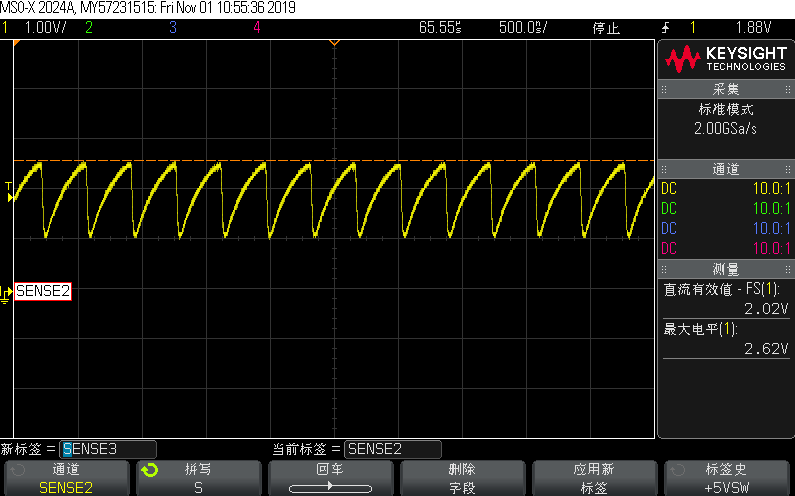 MSO-X 2024A, MY57231515: Fri Nov 01 10:55:36 2019
1 1.00V/ 2 3 4 65.55us 500.0ns/ 停止 1 1.88V
KEYSIGHT
TECHNOLOGIES
采集
标准模式
2.00GSa/s
通道
DC 10.0:1
DC 10.0:1
DC 10.0:1
DC 10.0:1
测量
直流有效值 - FS(1):
2.02V
最大电平(1):
2.62V
T
SENSE2
新标签 = SENSE3 当前标签 = SENSE2
通道 拼写 回车 删除 应用新 标签史
SENSE2 S 字段 标签 +5VSW